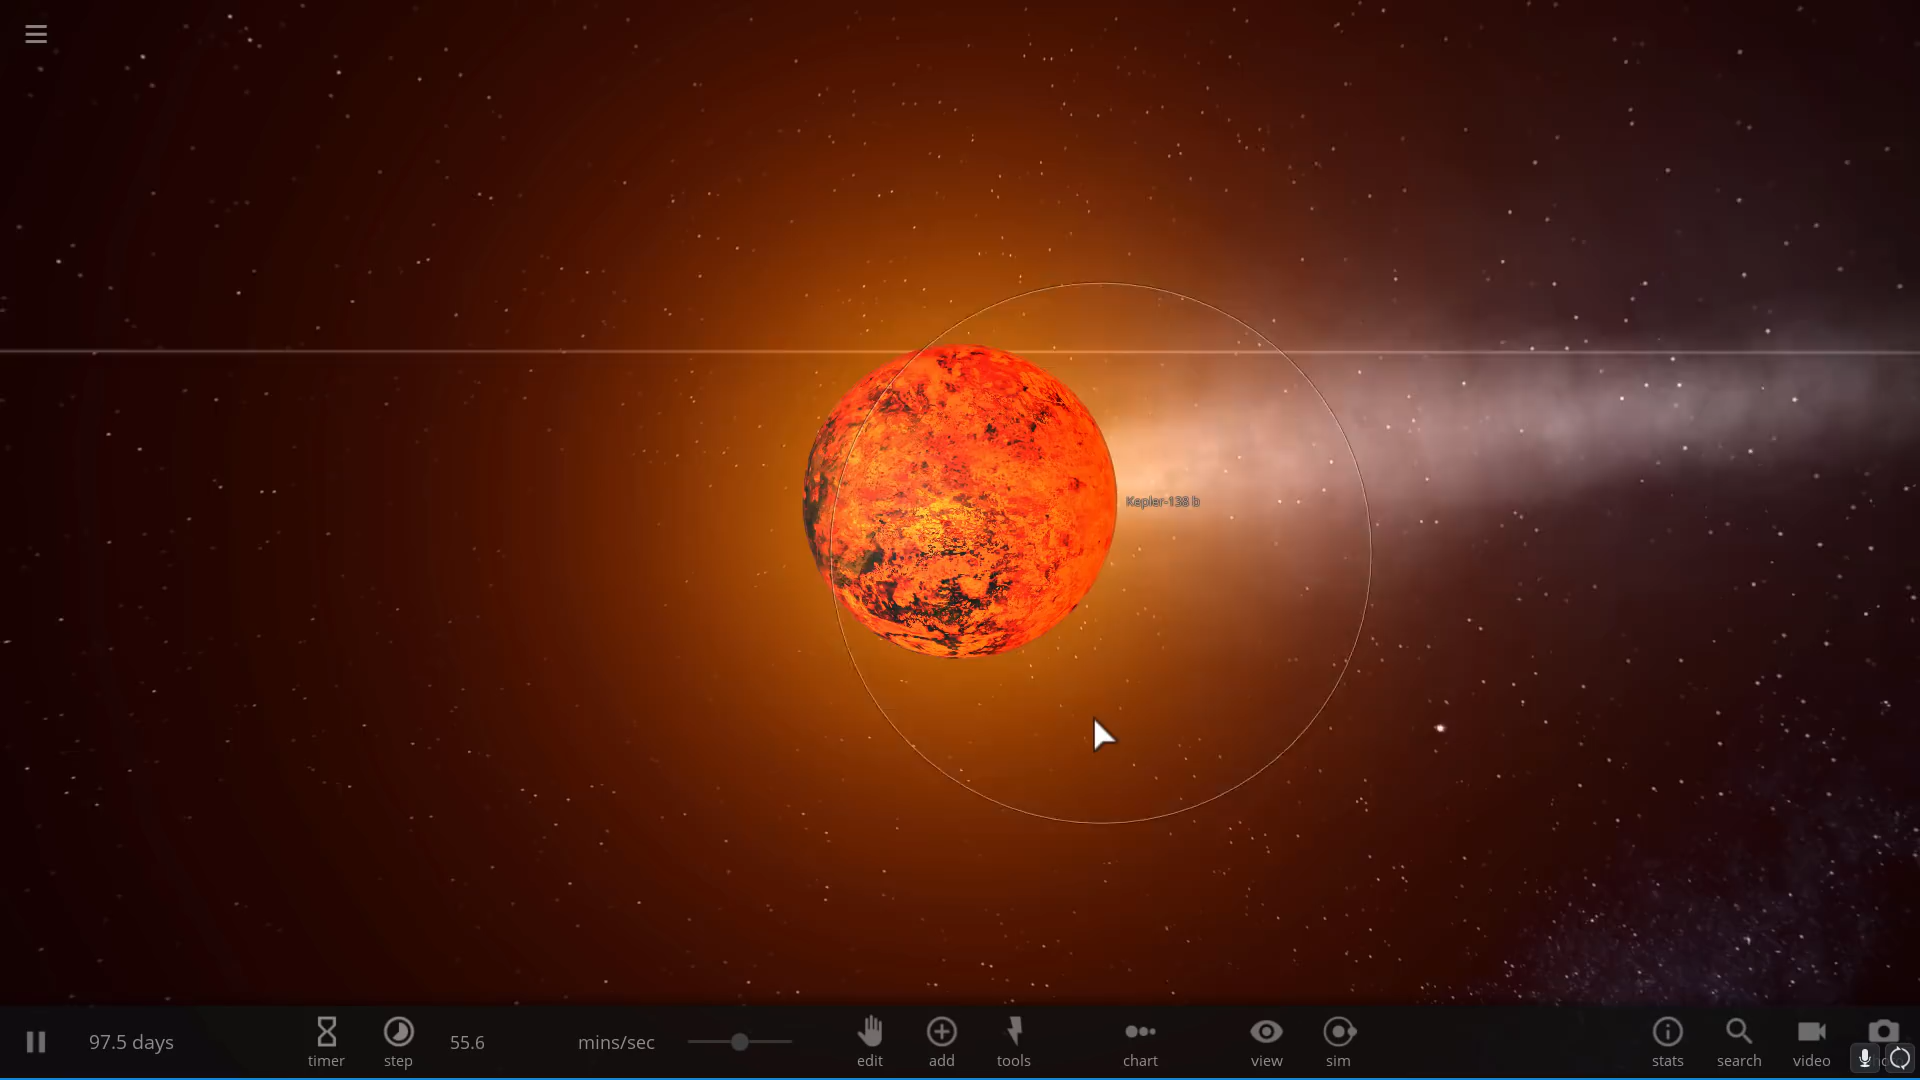 Kepler-138 b
97.5 days
timer
step
55.6
mins/sec
edit
add
tools
chart
view
sim
stats
search
video